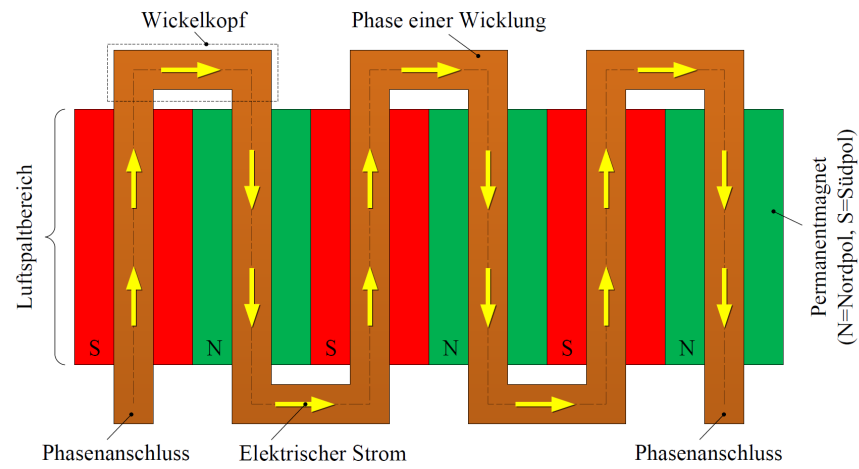 Wickelkopf
Phase einer Wicklung
Luftspaltbereich
S
N
S
N
S
N
Permanentmagnet
(N=Nordpol, S=Südpol)
Phasenanschluss
Elektrischer Strom
Phasenanschluss